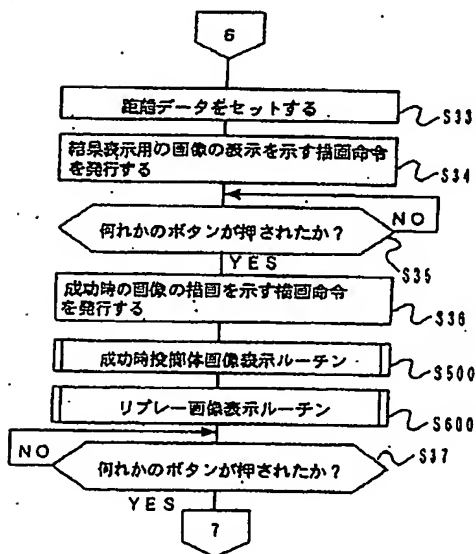 6
距離データをセットする
S33
結果表示用の画像の表示を示す描画命令
を発行する
S34
何れかのボタンが押されたか?
NO
YES
S35
成功時の画像の描画を示す描画命令
を発行する
S36
成功時投擲体画像表示ルーチン
S500
リプレー画像表示ルーチン
S600
NO
何れかのボタンが押されたか?
S37
YES
7